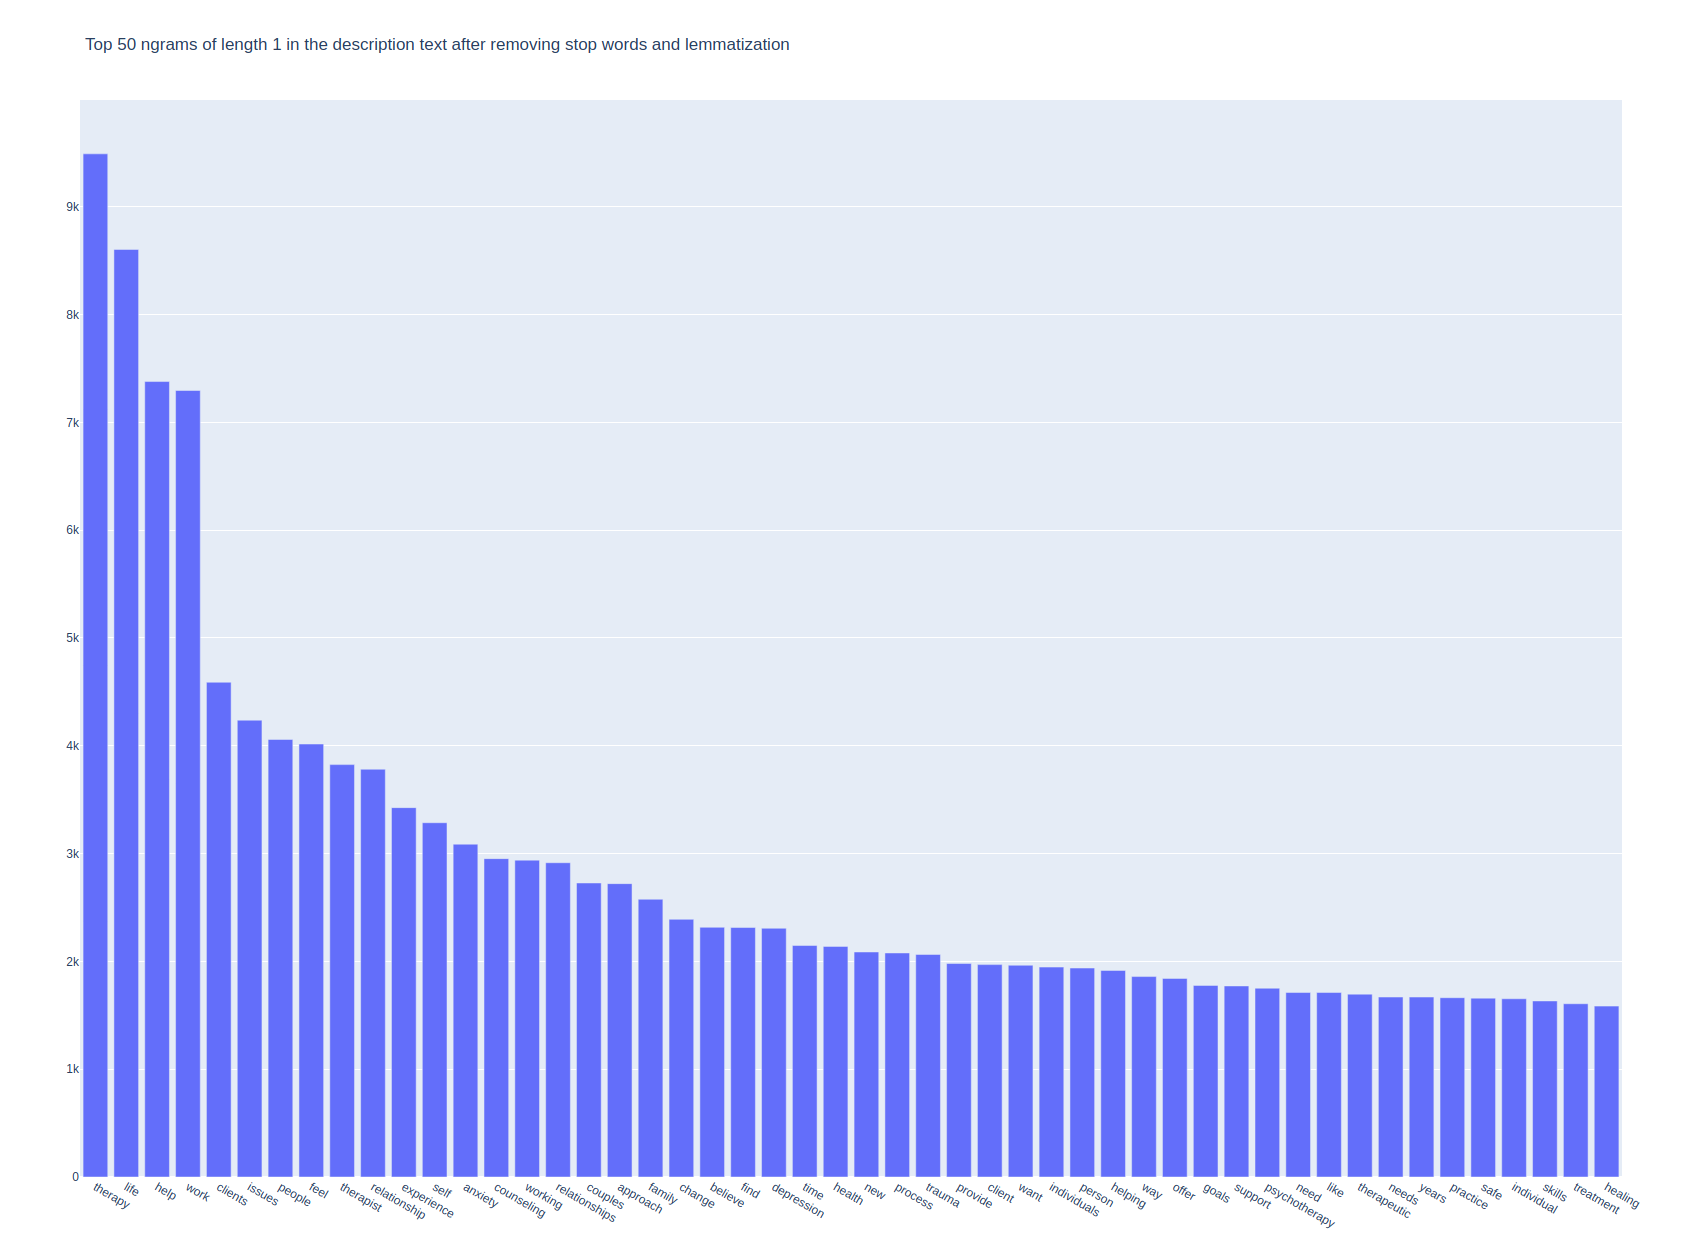 Top 50 ngrams of length 1 in the description text after removing stop words and lemmatization
9k
8k
7k
6k
5k
4k
3k
2k
1k
0
therapy
life
help
work
clients
issues
people
feel
therapist
relationship
experience
self
anxiety
counseling
working
relationships
couples
approach
family
change
believe
find
depression
time
health
new
process
trauma
provide
client
want
individuals
person
helping
way
offer
goals
support
psychotherapy
need
like
therapeutic
needs
years
practice
safe
individual
skills
treatment
healing